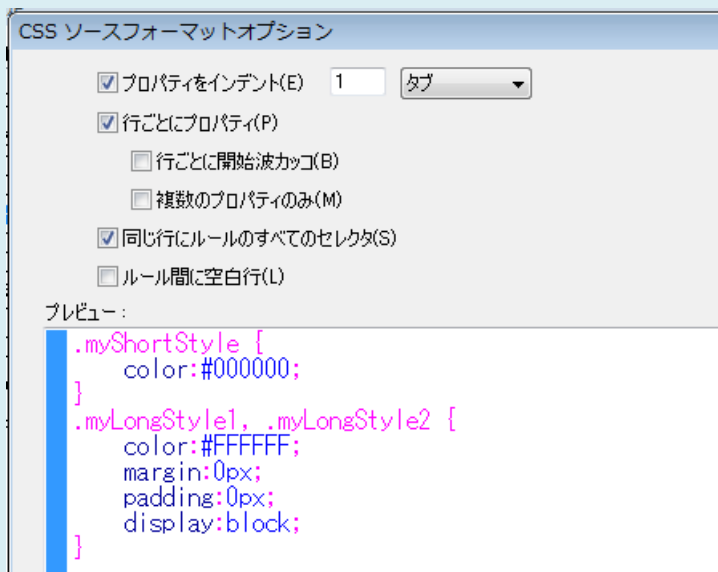 CSS ソースフォーマットオプション
プロパティをインデント(E) 1 タブ
行ごとにプロパティ(P)
行ごとに開始波カッコ(B)
複数のプロパティのみ(M)
同じ行にルールのすべてのセレクタ(S)
ルール間に空白行(L)
プレビュー:
.myShortStyle {
    color:#000000;
}
.myLongStyle1, .myLongStyle2 {
    color:#FFFFFF;
    margin:0px;
    padding:0px;
    display:block;
}